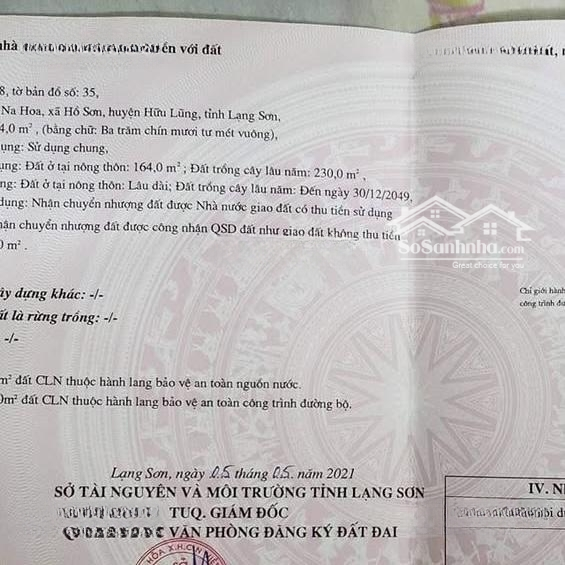 nhà ền với đất
8, tờ bản đồ số: 35,
Na Hoa, xã Hồ Sơn, huyện Hữu Lũng, tỉnh Lạng Sơn,
4,0 m², (bằng chữ: Ba trăm chín mươi tư mét vuông),
ụng: Sử dụng chung,
ụng: Đất ở tại nông thôn: 164,0 m²; Đất trồng cây lâu năm: 230,0 m²,
ng: Đất ở tại nông thôn: Lâu dài; Đất trồng cây lâu năm: Đến ngày 30/12/2049,
dụng: Nhận chuyển nhượng đất được Nhà nước giao đất có thu tiền sử dụng
hận chuyển nhượng đất được công nhận QSD đất như giao đất không thu tiền
0 m².
SoSanhnha.com
Great choice for you
Chỉ giới hành
công trình đư
ây dựng khác: -/-
ất là rừng trồng: -/-
-/-
m² đất CLN thuộc hành lang bảo vệ an toàn nguồn nước.
0m² đất CLN thuộc hành lang bảo vệ an toàn công trình đường bộ.
Lạng Sơn, ngày 05 tháng 05 năm 2021
SỞ TÀI NGUYÊN VÀ MÔI TRƯỜNG TỈNH LẠNG SƠN
TUQ. GIÁM ĐỐC
VĂN PHÒNG ĐĂNG KÝ ĐẤT ĐAI
HÒA X.H.C.N VIỆT
IV. N